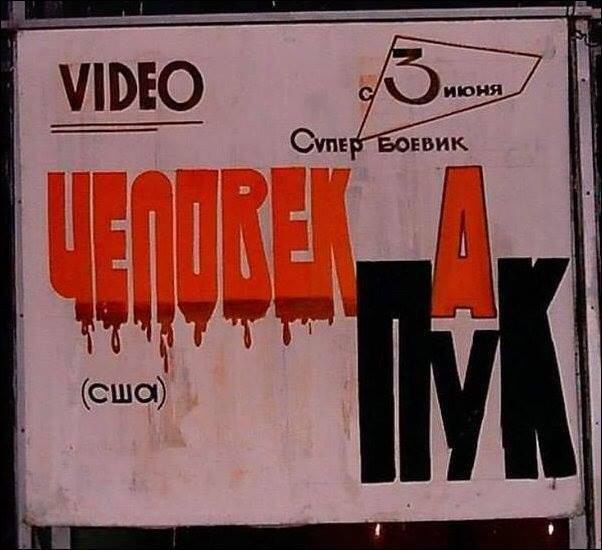 VIDEO
с 3 июня
Супер боевик
ЧЕЛОВЕК
А
ПУК
(сша)